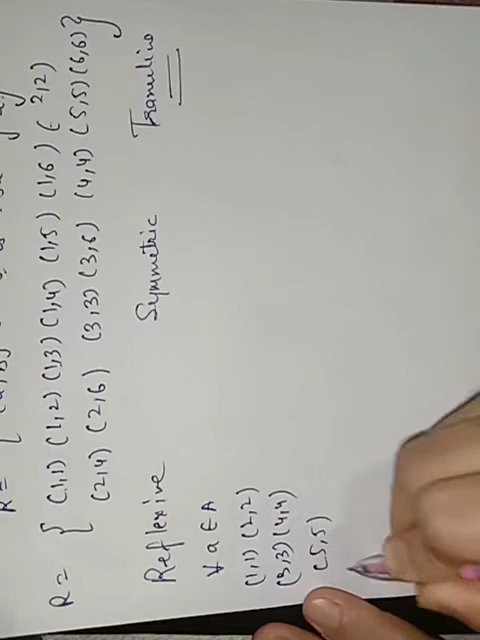 R = {
R = { (1,1) (1,2) (1,3) (1,4) (1,5) (1,6) (2,2)
(2,4) (2,6) (3,3) (3,6) (4,4) (5,5) (6,6) }
Reflexive Symmetric Transitive
∀ a ∈ A
(1,1) (2,2)
(3,3) (4,4)
(5,5)